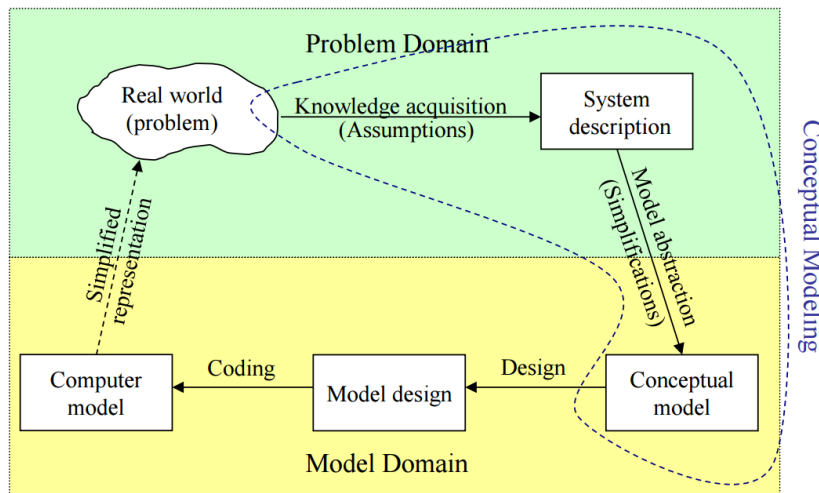 Problem Domain
Real world
(problem)
Knowledge acquisition
(Assumptions)
System
description
Conceptual Modeling
Model abstraction
(Simplifications)
Simplified
representation
Computer
model
Coding
Model design
Design
Conceptual
model
Model Domain